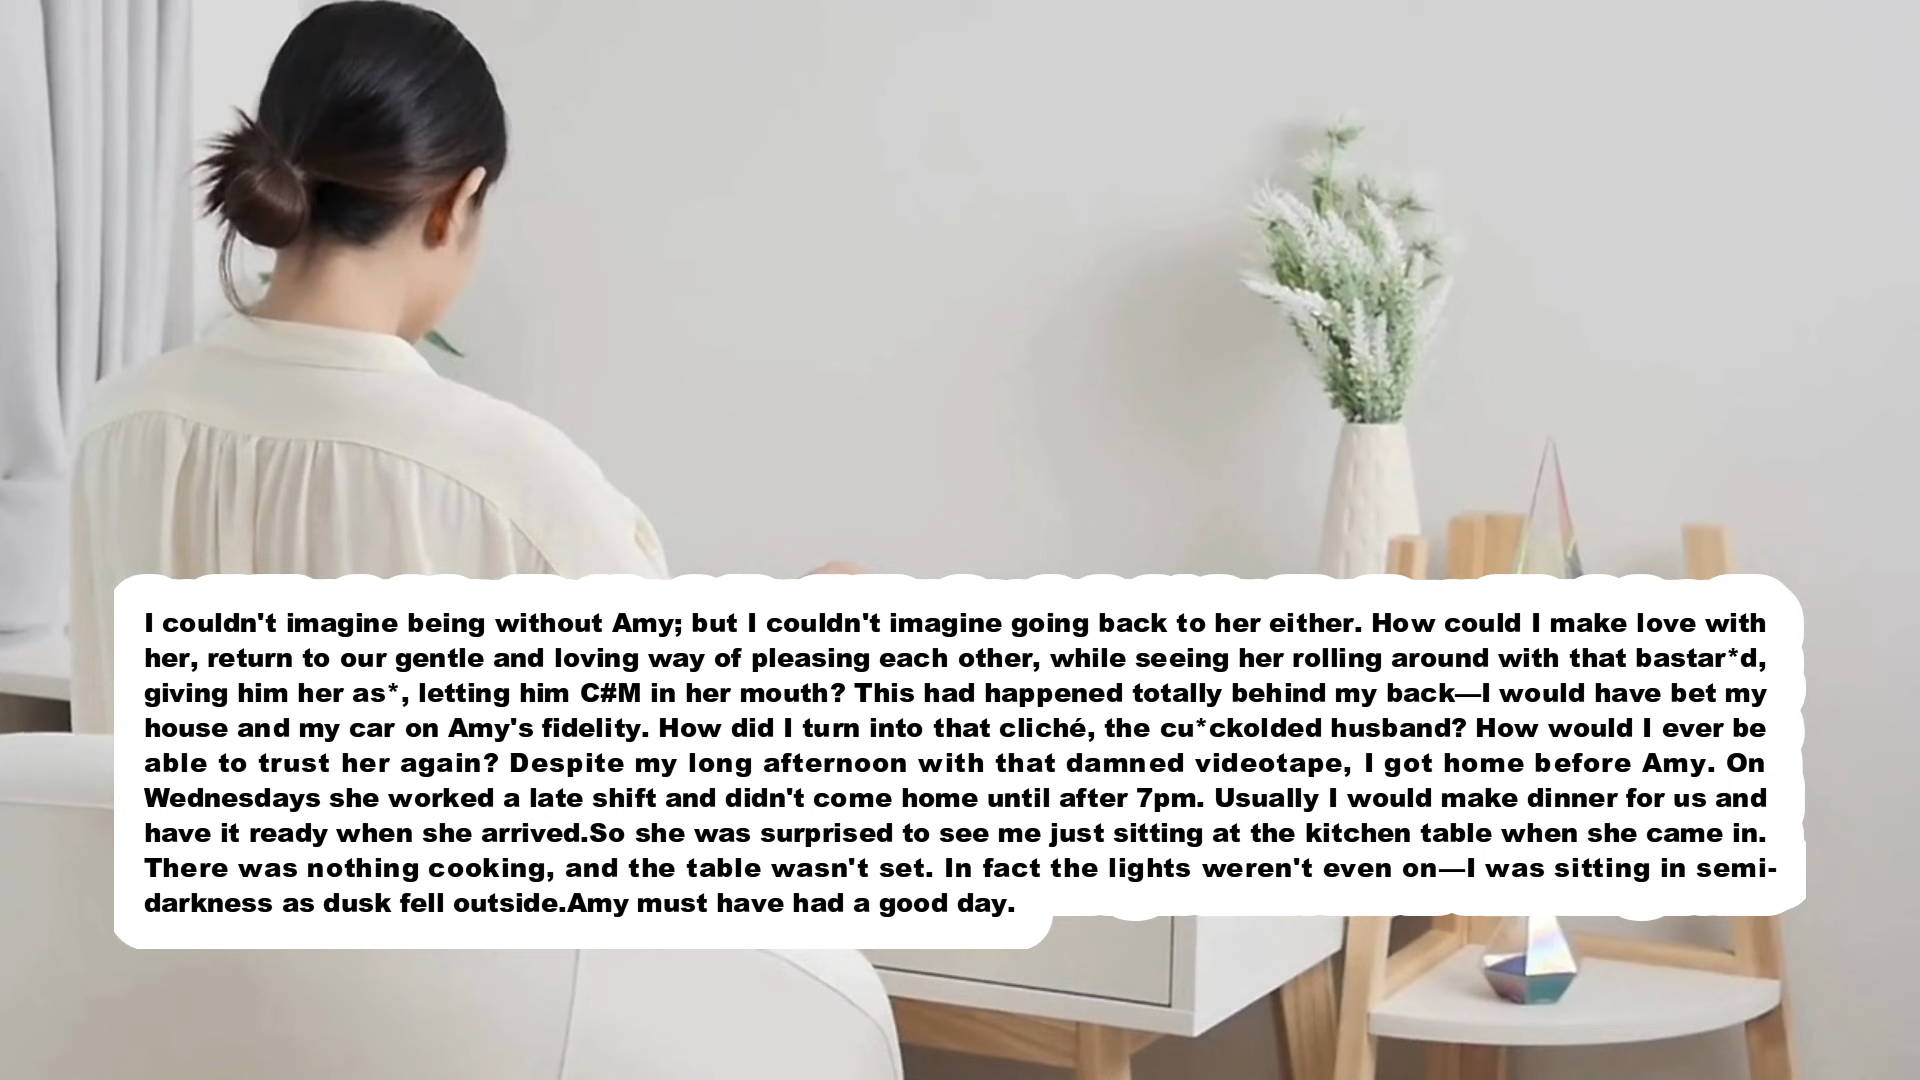 I couldn't imagine being without Amy; but I couldn't imagine going back to her either. How could I make love with
her, return to our gentle and loving way of pleasing each other, while seeing her rolling around with that bastar*d,
giving him her as*, letting him C#M in her mouth? This had happened totally behind my back—I would have bet my
house and my car on Amy's fidelity. How did I turn into that cliché, the cu*ckolded husband? How would I ever be
able to trust her again? Despite my long afternoon with that damned videotape, I got home before Amy. On
Wednesdays she worked a late shift and didn't come home until after 7pm. Usually I would make dinner for us and
have it ready when she arrived.So she was surprised to see me just sitting at the kitchen table when she came in.
There was nothing cooking, and the table wasn't set. In fact the lights weren't even on—I was sitting in semi-
darkness as dusk fell outside.Amy must have had a good day.